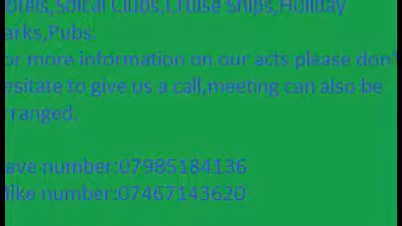 otels,Soical Clubs,Cruise Ships,Holiday
arks,Pubs.
or more information on our acts please don'
esitate to give us a call,meeting can also be
rranged.
ave number:07985184136
ike number:07467143620